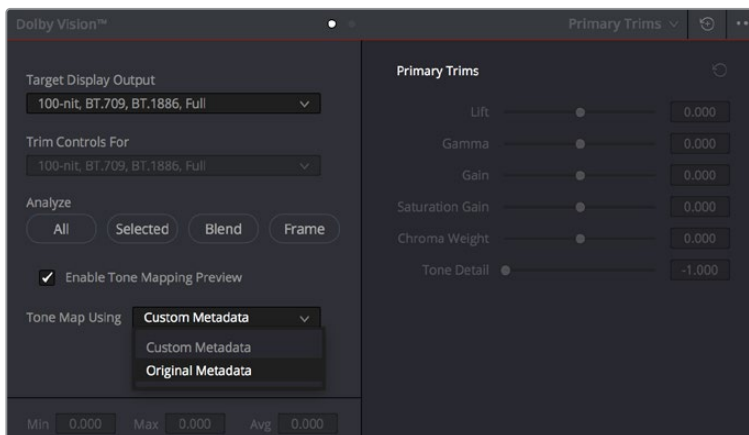 Dolby Vision™
Primary Trims
Target Display Output
100-nit, BT.709, BT.1886, Full
Trim Controls For
100-nit, BT.709, BT.1886, Full
Analyze
All Selected Blend Frame
Enable Tone Mapping Preview
Tone Map Using Custom Metadata
Custom Metadata
Original Metadata
Min 0.000 Max 0.000 Avg 0.000
Primary Trims
Lift 0.000
Gamma 0.000
Gain 0.000
Saturation Gain 0.000
Chroma Weight 0.000
Tone Detail -1.000